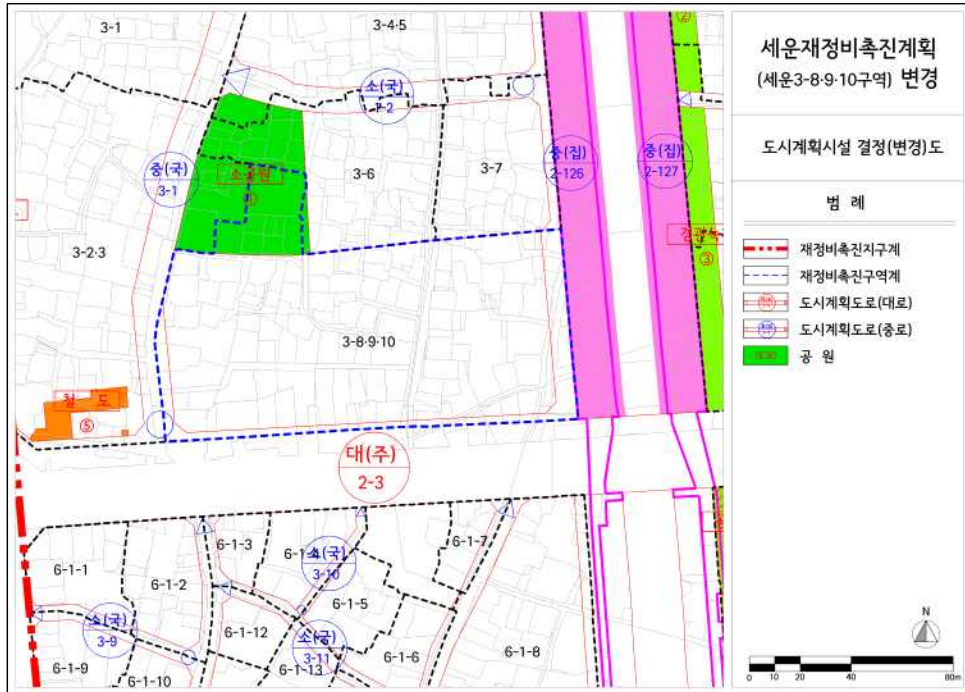 3-1
3-4·5
②
소(국)
1-2
세운재정비촉진계획
(세운3-8·9·10구역) 변경
도시계획시설 결정(변경)도
중(국)
3-1
소공원
①
3-6
3-7
중(집)
2-126
중(집)
2-127
3-2·3
경관녹
③
범 례
재정비촉진지구계
재정비촉진구역계
도시계획도로(대로)
도시계획도로(중로)
공 원
3-8·9·10
철 도
⑤
대(주)
2-3
6-1-3
6-1-7
6-1-1
6-1-2
소(국)
3-10
6-1-5
소(국)
3-9
6-1-12
소(국)
3-11
6-1-6
6-1-8
6-1-9
6-1-10
6-1-13
N
0 10 20 40 80m